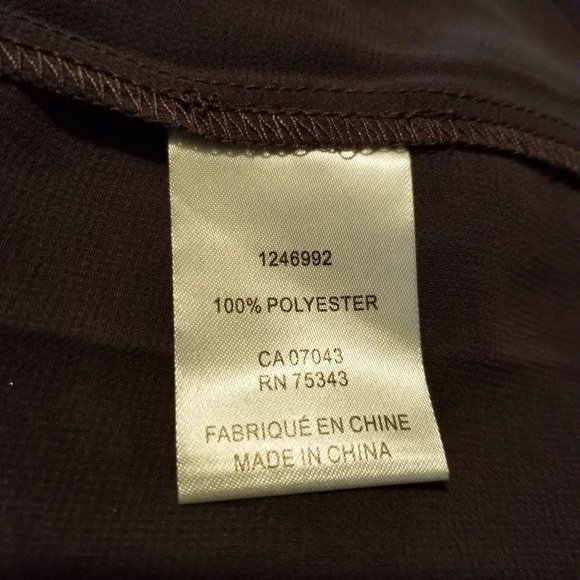 1246992
100% POLYESTER
CA 07043
RN 75343
FABRIQUÉ EN CHINE
MADE IN CHINA